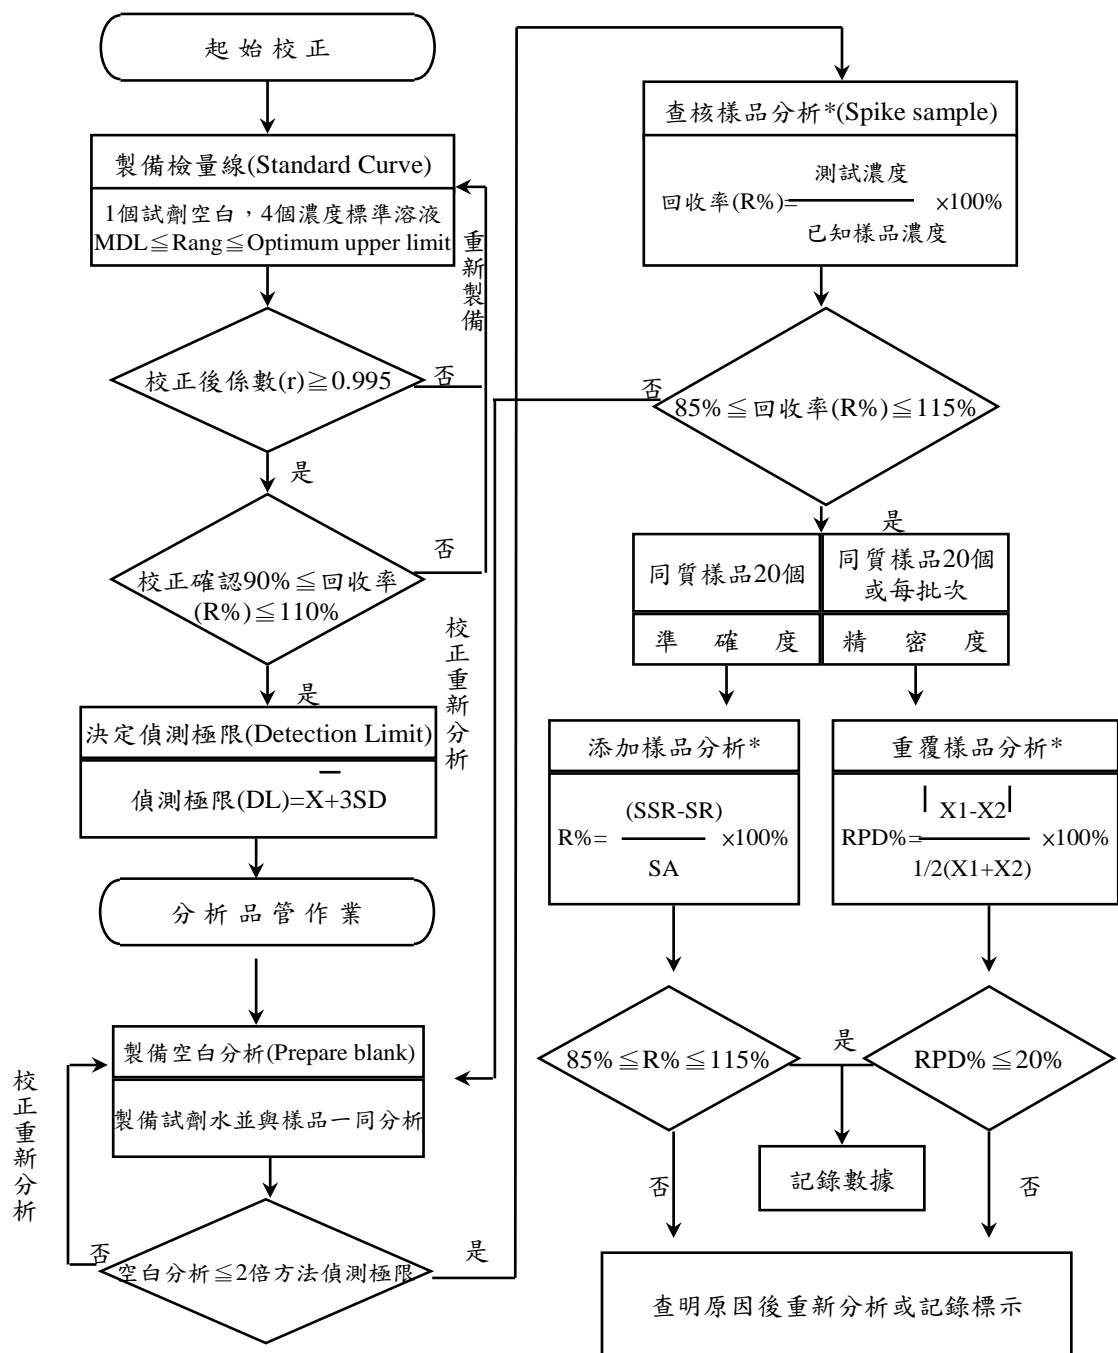 起始校正
製備檢量線(Standard Curve)
1個試劑空白，4個濃度標準溶液
MDL≦Rang≦Optimum upper limit
重新製備
校正後係數(r)≧0.995
否
是
校正確認90%≦回收率
(R%)≦110%
否
是
決定偵測極限(Detection Limit)
偵測極限(DL)=X̅+3SD
校正重新分析
分析品管作業
製備空白分析(Prepare blank)
製備試劑水並與樣品一同分析
校正重新分析
否
空白分析≦2倍方法偵測極限
是
查核樣品分析*(Spike sample)
測試濃度
回收率(R%)= ×100%
已知樣品濃度
否
85%≦回收率(R%)≦115%
是
同質樣品20個
同質樣品20個
或每批次
準確度
精密度
添加樣品分析*
(SSR-SR)
R%= ×100%
SA
重覆樣品分析*
|X1-X2|
RPD%= ×100%
1/2(X1+X2)
85%≦R%≦115%
是
RPD%≦20%
否
記錄數據
否
查明原因後重新分析或記錄標示